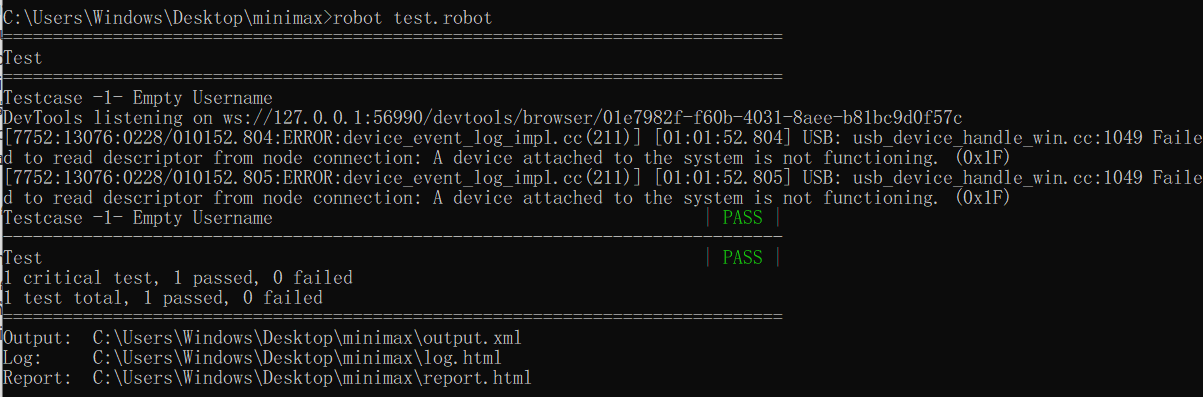 C:\Users\Windows\Desktop\minimax>robot test.robot
==============================================================================
Test
==============================================================================
Testcase -1- Empty Username
DevTools listening on ws://127.0.0.1:56990/devtools/browser/01e7982f-f60b-4031-8aee-b81bc9d0f57c
[7752:13076:0228/010152.804:ERROR:device_event_log_impl.cc(211)] [01:01:52.804] USB: usb_device_handle_win.cc:1049 Faile
d to read descriptor from node connection: A device attached to the system is not functioning. (0x1F)
[7752:13076:0228/010152.805:ERROR:device_event_log_impl.cc(211)] [01:01:52.805] USB: usb_device_handle_win.cc:1049 Faile
d to read descriptor from node connection: A device attached to the system is not functioning. (0x1F)
Testcase -1- Empty Username                                           | PASS |
------------------------------------------------------------------------------
Test                                                                  | PASS |
1 critical test, 1 passed, 0 failed
1 test total, 1 passed, 0 failed
==============================================================================
Output:  C:\Users\Windows\Desktop\minimax\output.xml
Log:     C:\Users\Windows\Desktop\minimax\log.html
Report:  C:\Users\Windows\Desktop\minimax\report.html